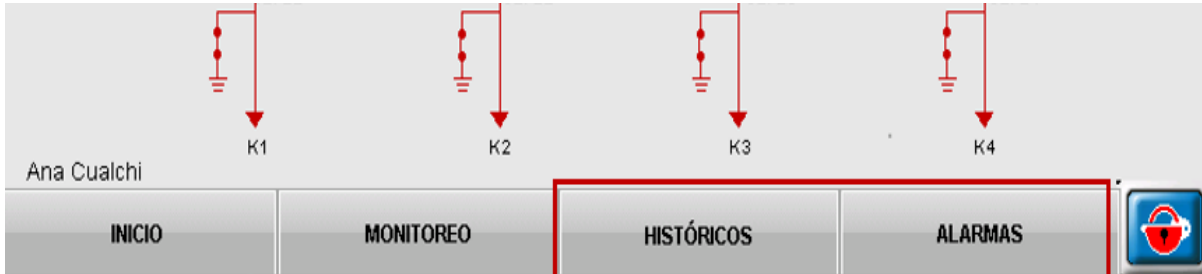 K1 K2 K3 K4
Ana Cualchi
INICIO MONITOREO HISTÓRICOS ALARMAS